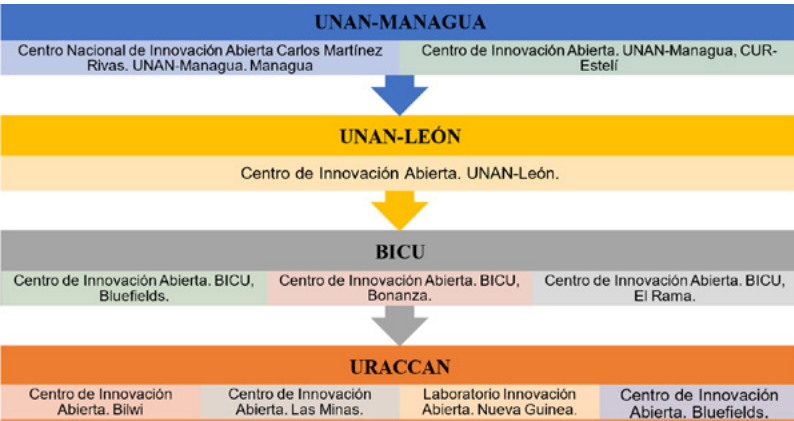 UNAN-MANAGUA
Centro Nacional de Innovación Abierta Carlos Martínez
Rivas. UNAN-Managua. Managua
Centro de Innovación Abierta. UNAN-Managua, CUR-
Estelí
UNAN-LEÓN
Centro de Innovación Abierta. UNAN-León.
BICU
Centro de Innovación Abierta. BICU,
Bluefields.
Centro de Innovación Abierta. BICU,
Bonanza.
Centro de Innovación Abierta. BICU,
El Rama.
URACCAN
Centro de Innovación
Abierta. Bilwi
Centro de Innovación
Abierta. Las Minas.
Laboratorio Innovación
Abierta. Nueva Guinea.
Centro de Innovación
Abierta. Bluefields.